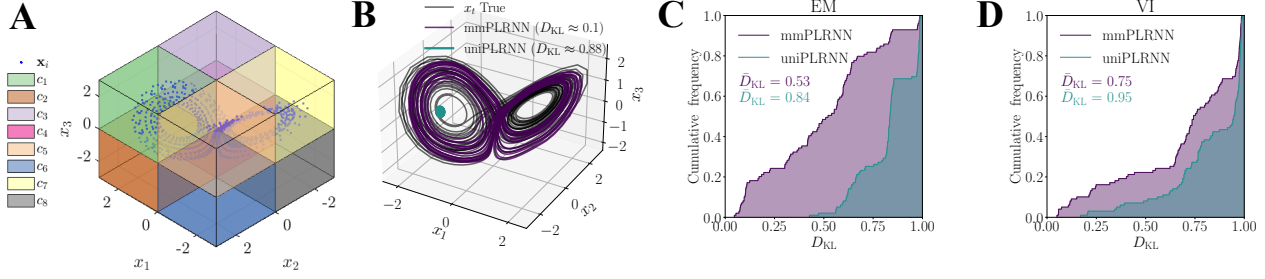 A
x_i
c_1
c_2
c_3
c_4
c_5
c_6
c_7
c_8
x_3
2
0
-2
2
0
-2
0
-2
2
x_1
x_2
B
x_t True
mmPLRNN (D_KL ≈ 0.1)
uniPLRNN (D_KL ≈ 0.88)
−2
0
2
x_1
−2
0
2
x_2
2
1
0
−1
−2
x_3
C
EM
mmPLRNN
uniPLRNN
D̄_KL = 0.53
D̄_KL = 0.84
Cumulative frequency
1.0
0.8
0.6
0.4
0.2
0.0
0.00
0.25
0.50
0.75
1.00
D_KL
D
VI
mmPLRNN
uniPLRNN
D̄_KL = 0.75
D̄_KL = 0.95
Cumulative frequency
1.0
0.8
0.6
0.4
0.2
0.0
0.00
0.25
0.50
0.75
1.00
D_KL